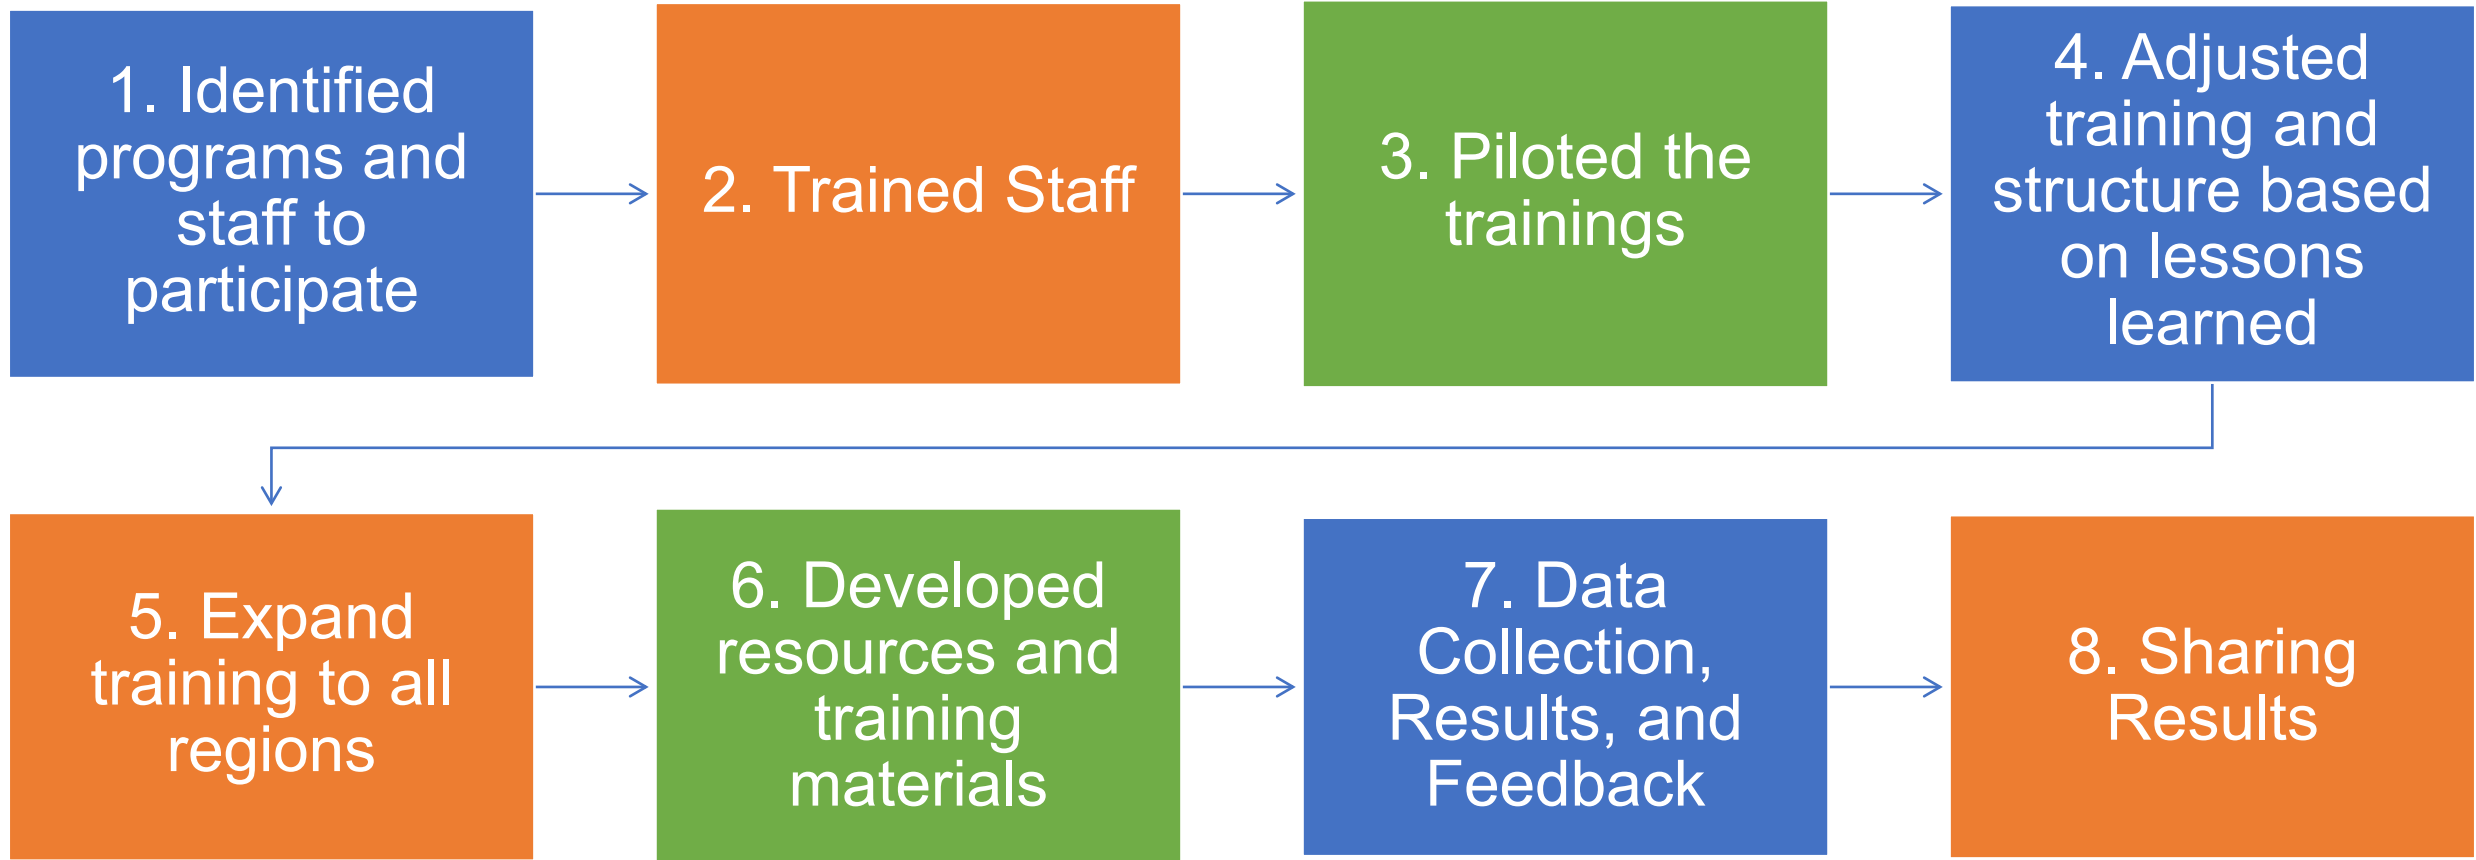 1. Identified
programs and
staff to
participate
2. Trained Staff
3. Piloted the
trainings
4. Adjusted
training and
structure based
on lessons
learned
5. Expand
training to all
regions
6. Developed
resources and
training
materials
7. Data
Collection,
Results, and
Feedback
8. Sharing
Results